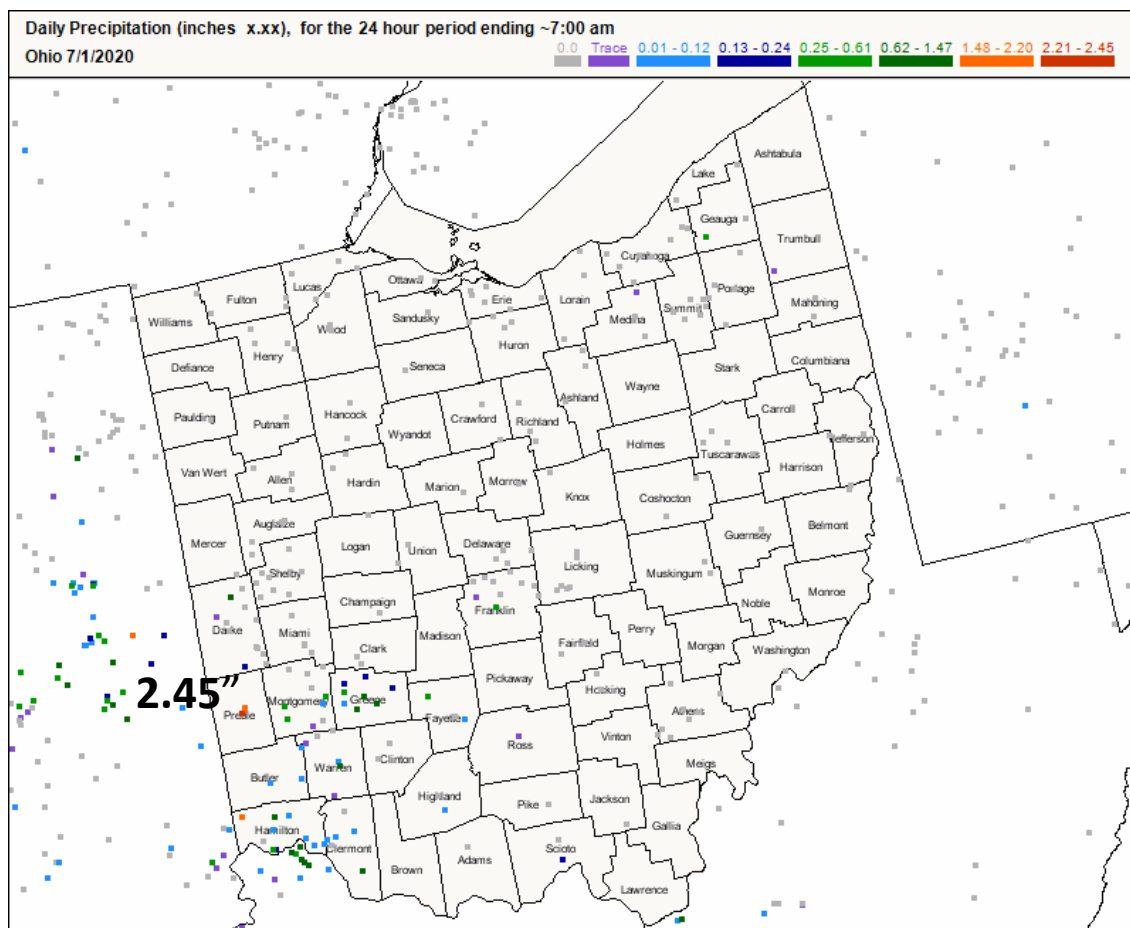 Daily Precipitation (inches x.xx), for the 24 hour period ending ~7:00 am
Ohio 7/1/2020
0.0 Trace 0.01 - 0.12 0.13 - 0.24 0.25 - 0.61 0.62 - 1.47 1.48 - 2.20 2.21 - 2.45
Ashtabula
Lake
Geauga
Trumbull
Cuyahoga
Lucas
Ottawa
Fulton
Erie
Lorain
Portage
Mahoning
Williams
Wood
Sandusky
Medina
Summit
Henry
Huron
Defiance
Seneca
Columbiana
Stark
Wayne
Ashland
Paulding
Putnam
Hancock
Crawford
Richland
Carroll
Wyandot
Holmes
Jefferson
Tuscarawas
Van Wert
Allen
Hardin
Marion
Morrow
Harrison
Knox
Coshocton
Auglaize
Mercer
Logan
Union
Delaware
Guernsey
Belmont
Shelby
Licking
Muskingum
Champaign
Franklin
Noble
Monroe
Darke
Miami
Madison
Clark
Fairfield
Perry
Morgan
Washington
Pickaway
2.45”
Preble
Montgomery
Greene
Hocking
Athens
Fayette
Ross
Vinton
Clinton
Warren
Butler
Meigs
Highland
Pike
Jackson
Gallia
Hamilton
Clermont
Brown
Adams
Scioto
Lawrence